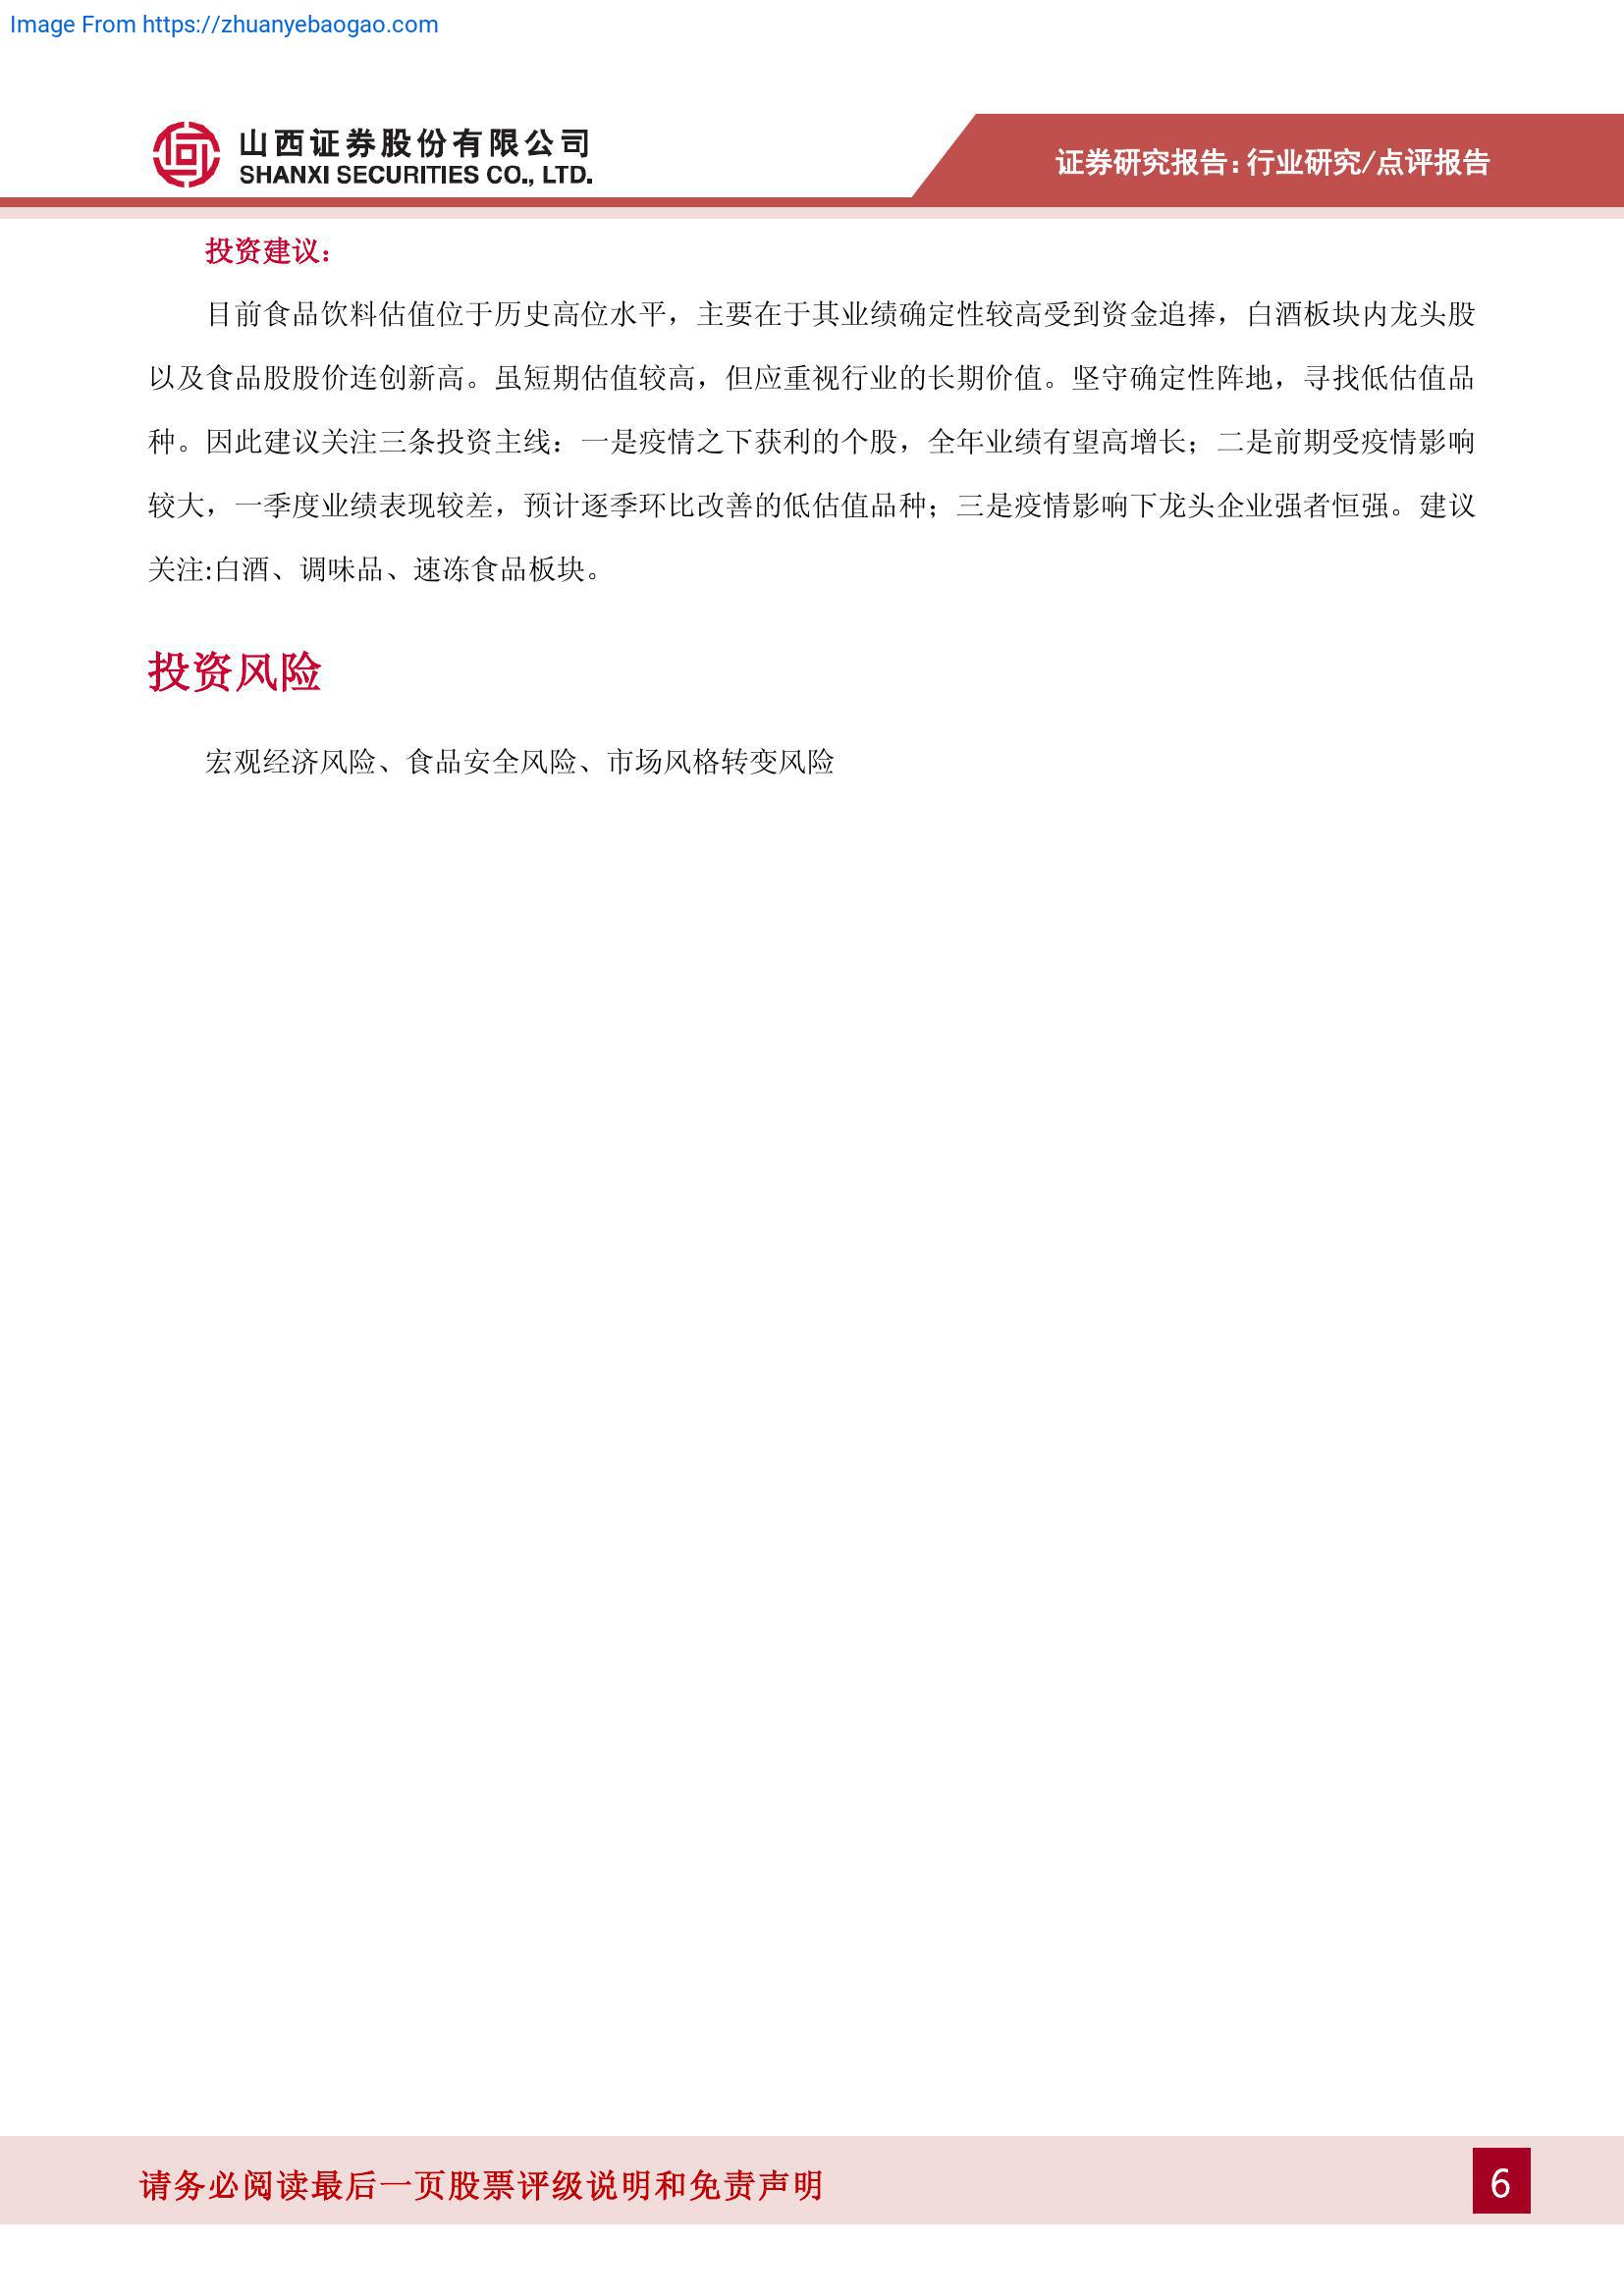 Image From https://zhuanyebaogao.com
山西证券股份有限公司
SHANXI SECURITIES CO., LTD.
证券研究报告：行业研究/点评报告
投资建议：
目前食品饮料估值位于历史高位水平，主要在于其业绩确定性较高受到资金追捧，白酒板块内龙头股
以及食品股股价连创新高。虽短期估值较高，但应重视行业的长期价值。坚守确定性阵地，寻找低估值品
种。因此建议关注三条投资主线：一是疫情之下获利的个股，全年业绩有望高增长；二是前期受疫情影响
较大，一季度业绩表现较差，预计逐季环比改善的低估值品种；三是疫情影响下龙头企业强者恒强。建议
关注:白酒、调味品、速冻食品板块。
投资风险
宏观经济风险、食品安全风险、市场风格转变风险
请务必阅读最后一页股票评级说明和免责声明
6